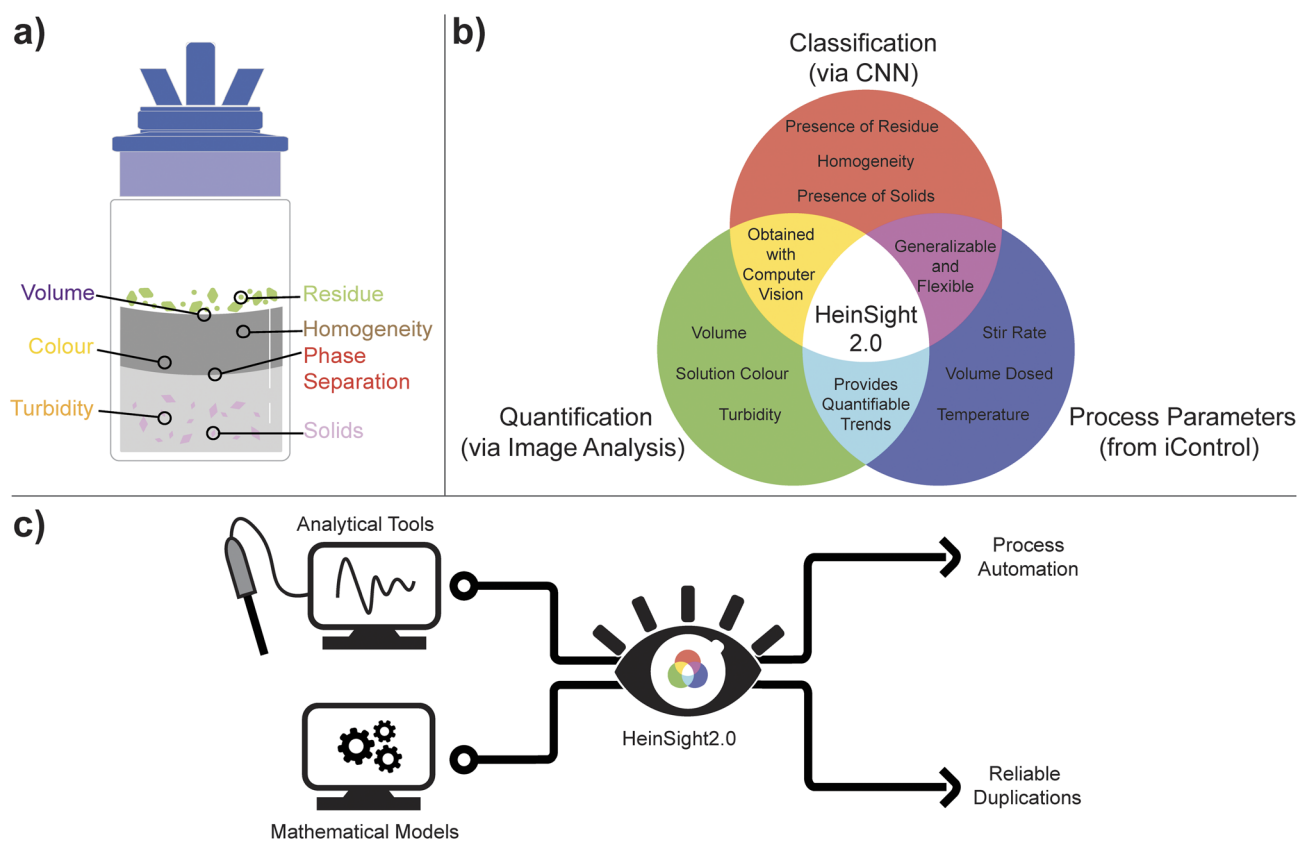 a)
Volume
Colour
Turbidity
Residue
Homogeneity
Phase
Separation
Solids
b)
Classification
(via CNN)
Presence of Residue
Homogeneity
Presence of Solids
Obtained
with
Computer
Vision
Generalizable
and
Flexible
HeinSight
2.0
Volume
Solution Colour
Turbidity
Provides
Quantifiable
Trends
Stir Rate
Volume Dosed
Temperature
Quantification
(via Image Analysis)
Process Parameters
(from iControl)
c)
Analytical Tools
Mathematical Models
HeinSight2.0
Process
Automation
Reliable
Duplications